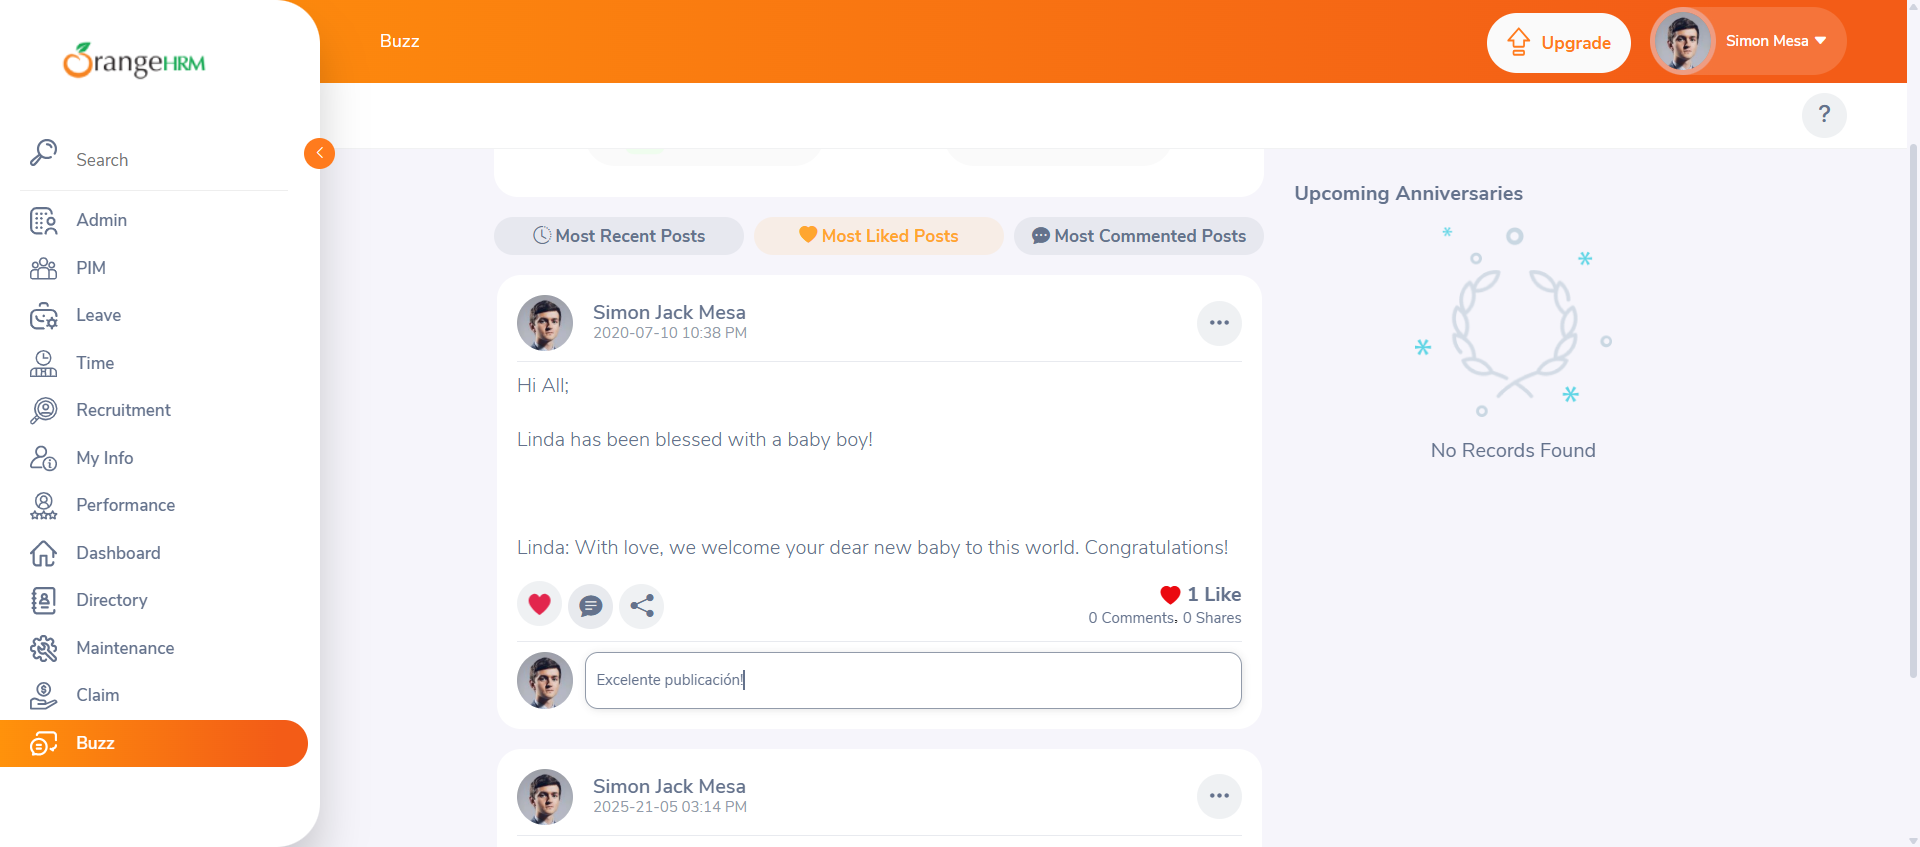 OrangeHRM
Buzz
Upgrade
Simon Mesa
?
Search
Admin
PIM
Leave
Time
Recruitment
My Info
Performance
Dashboard
Directory
Maintenance
Claim
Buzz
Most Recent Posts
Most Liked Posts
Most Commented Posts
Simon Jack Mesa
2020-07-10 10:38 PM
Hi All;
Linda has been blessed with a baby boy!
Linda: With love, we welcome your dear new baby to this world. Congratulations!
1 Like
0 Comments, 0 Shares
Excelente publicación!
Simon Jack Mesa
2025-21-05 03:14 PM
Upcoming Anniversaries
No Records Found